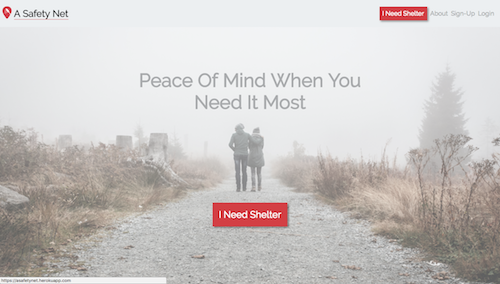 A Safety Net
I Need Shelter
About
Sign-Up
Login
Peace Of Mind When You
Need It Most
I Need Shelter
https://asafetynet.herokuapp.com